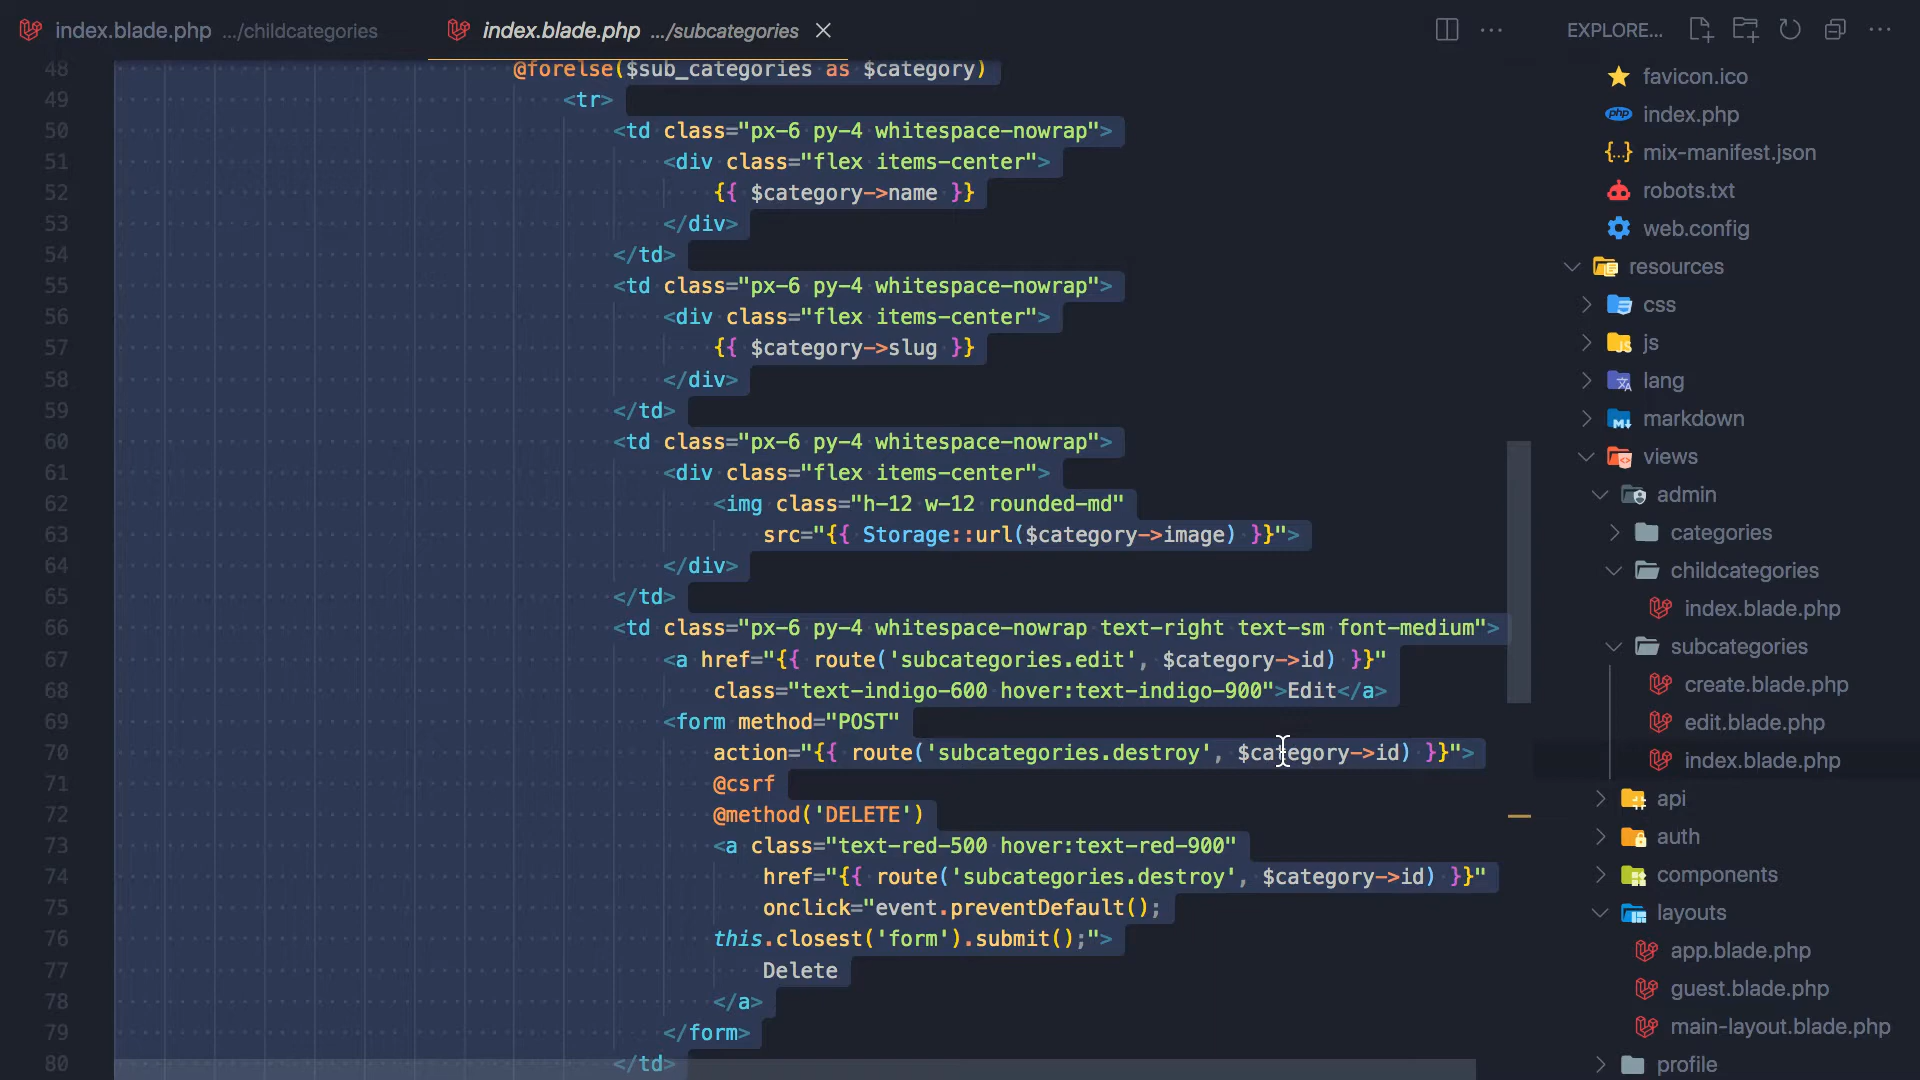 index.blade.php .../childcategories
index.blade.php .../subcategories
48 @forelse($sub_categories as $category)
49 <tr>
50 <td class="px-6 py-4 whitespace-nowrap">
51 <div class="flex items-center">
52 {{ $category->name }}
53 </div>
54 </td>
55 <td class="px-6 py-4 whitespace-nowrap">
56 <div class="flex items-center">
57 {{ $category->slug }}
58 </div>
59 </td>
60 <td class="px-6 py-4 whitespace-nowrap">
61 <div class="flex items-center">
62 <img class="h-12 w-12 rounded-md"
63 src="{{ Storage::url($category->image) }}">
64 </div>
65 </td>
66 <td class="px-6 py-4 whitespace-nowrap text-right text-sm font-medium">
67 <a href="{{ route('subcategories.edit', $category->id) }}"
68 class="text-indigo-600 hover:text-indigo-900">Edit</a>
69 <form method="POST"
70 action="{{ route('subcategories.destroy', $category->id) }}">
71 @csrf
72 @method('DELETE')
73 <a class="text-red-500 hover:text-red-900"
74 href="{{ route('subcategories.destroy', $category->id) }}"
75 onclick="event.preventDefault();
76 this.closest('form').submit();">
77 Delete
78 </a>
79 </form>
80 </td>
EXPLORE...
favicon.ico
index.php
mix-manifest.json
robots.txt
web.config
resources
css
js
lang
markdown
views
admin
categories
childcategories
index.blade.php
subcategories
create.blade.php
edit.blade.php
index.blade.php
api
auth
components
layouts
app.blade.php
guest.blade.php
main-layout.blade.php
profile